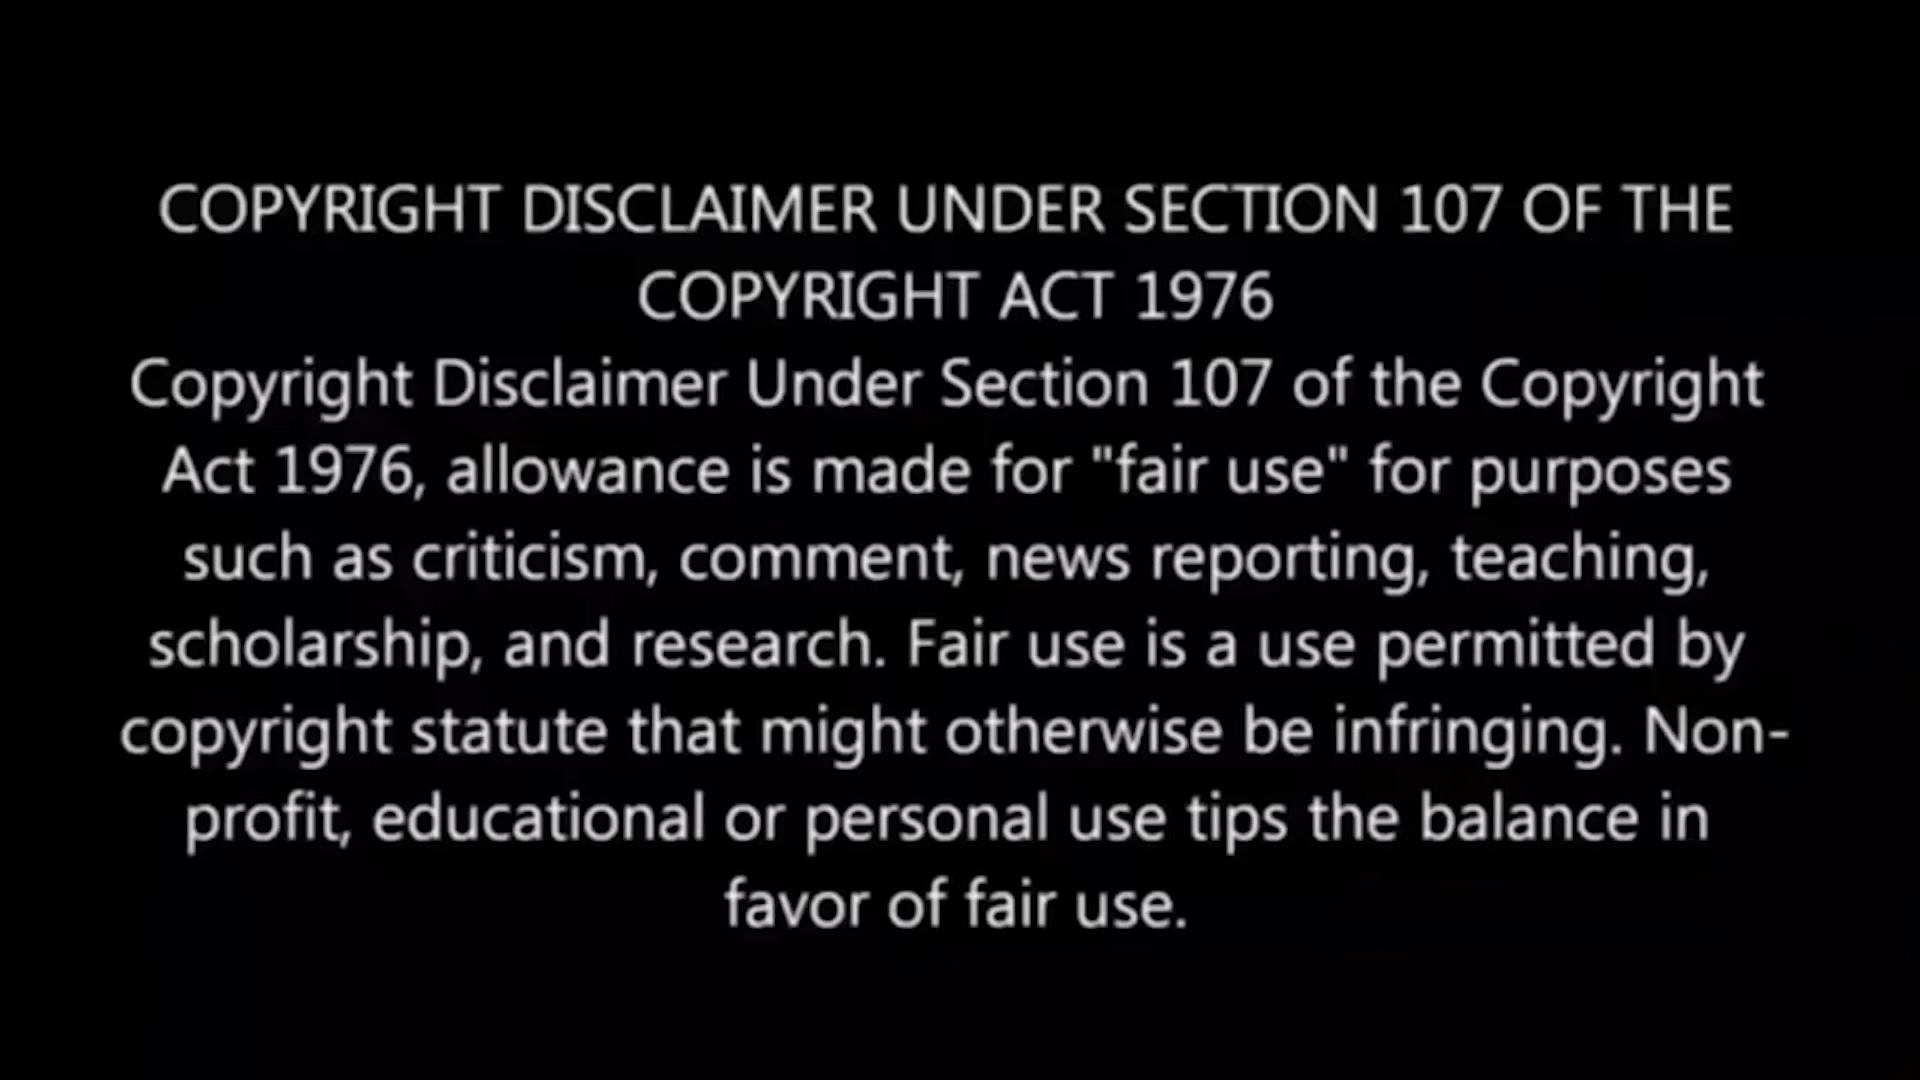 COPYRIGHT DISCLAIMER UNDER SECTION 107 OF THE
COPYRIGHT ACT 1976
Copyright Disclaimer Under Section 107 of the Copyright
Act 1976, allowance is made for "fair use" for purposes
such as criticism, comment, news reporting, teaching,
scholarship, and research. Fair use is a use permitted by
copyright statute that might otherwise be infringing. Non-
profit, educational or personal use tips the balance in
favor of fair use.